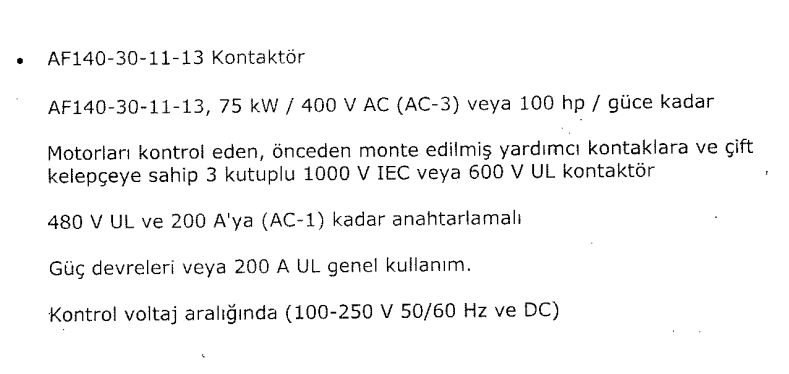 • AF140-30-11-13 Kontaktör
AF140-30-11-13, 75 kW / 400 V AC (AC-3) veya 100 hp / güce kadar
Motorları kontrol eden, önceden monte edilmiş yardımcı kontaklara ve çift
kelepçeye sahip 3 kutuplu 1000 V IEC veya 600 V UL kontaktör
480 V UL ve 200 A'ya (AC-1) kadar anahtarlamalı
Güç devreleri veya 200 A UL genel kullanım.
Kontrol voltaj aralığında (100-250 V 50/60 Hz ve DC)